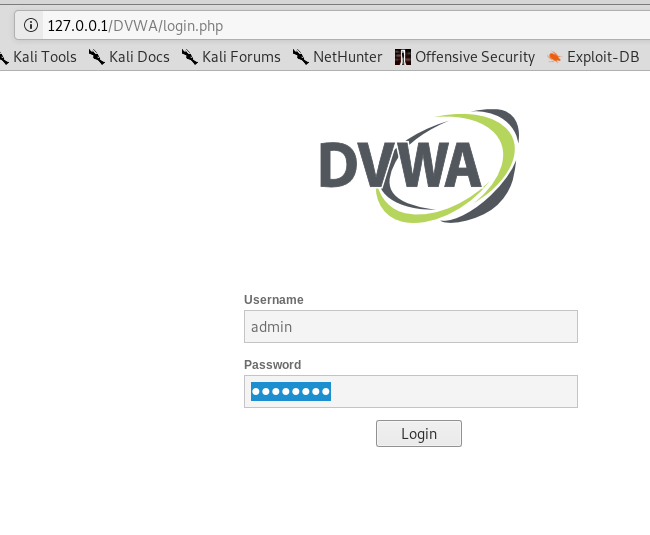 127.0.0.1/DVWA/login.php
Kali Tools Kali Docs Kali Forums NetHunter Offensive Security Exploit-DB
DVWA
Username
admin
Password
••••••••
Login